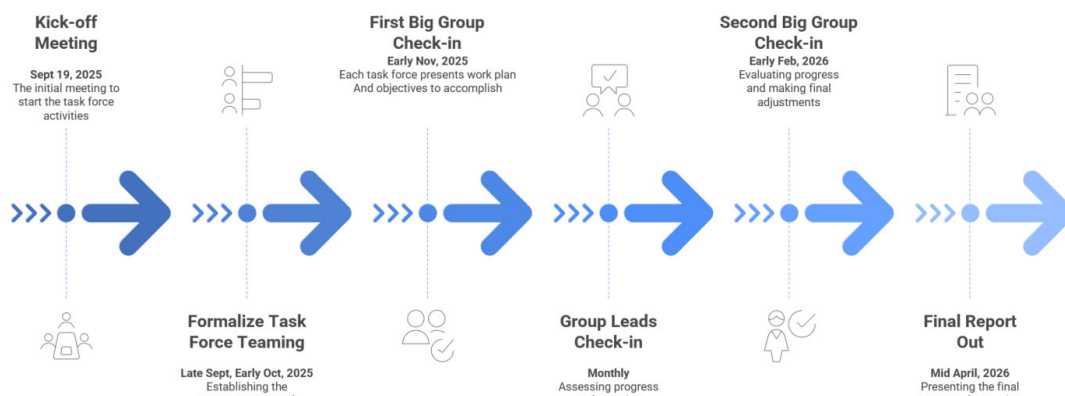 Kick-off
Meeting
Sept 19, 2025
The initial meeting to
start the task force
activities
Formalize Task
Force Teaming
Late Sept, Early Oct, 2025
Establishing the
First Big Group
Check-in
Early Nov, 2025
Each task force presents work plan
And objectives to accomplish
Group Leads
Check-in
Monthly
Assessing progress
Second Big Group
Check-in
Early Feb, 2026
Evaluating progress
and making final
adjustments
Final Report
Out
Mid April, 2026
Presenting the final